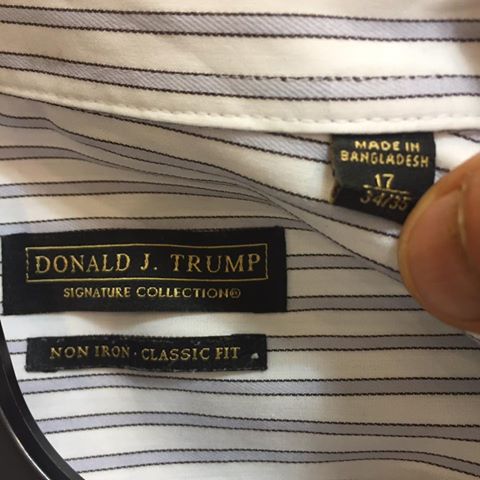 MADE IN
BANGLADESH
17
34/35
DONALD J. TRUMP
SIGNATURE COLLECTION®
NON IRON · CLASSIC FIT